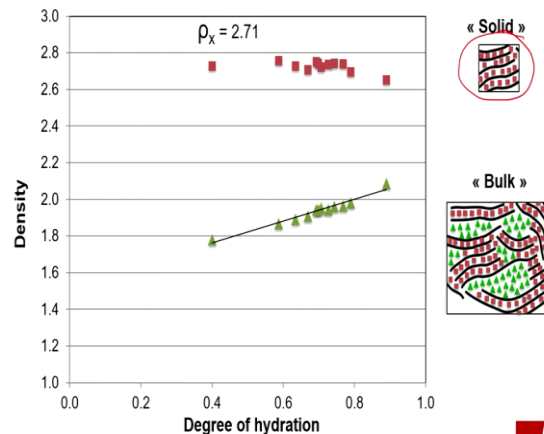 ρx = 2.71
« Solid »
« Bulk »
Density
3.0
2.8
2.6
2.4
2.2
2.0
1.8
1.6
1.4
1.2
1.0
0.0 0.2 0.4 0.6 0.8 1.0
Degree of hydration